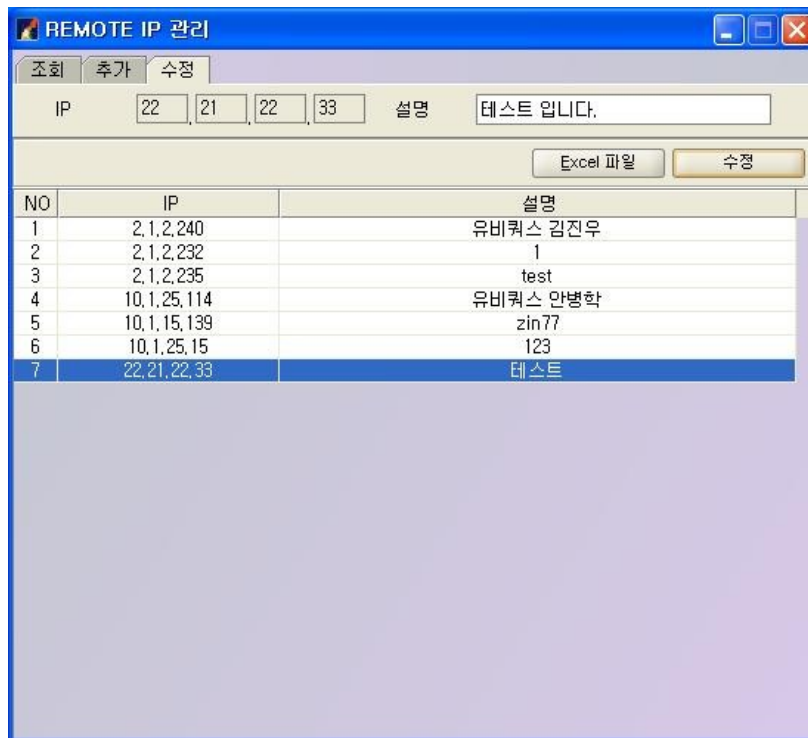 REMOTE IP 관리
조회 추가 수정
IP 22 . 21 . 22 . 33 설명 테스트 입니다.
Excel 파일 수정
NO IP 설명
1 2.1.2.240 유비쿼스 김진우
2 2.1.2.232 1
3 2.1.2.235 test
4 10.1.25.114 유비쿼스 안병학
5 10.1.15.139 zin77
6 10.1.25.15 123
7 22.21.22.33 테스트